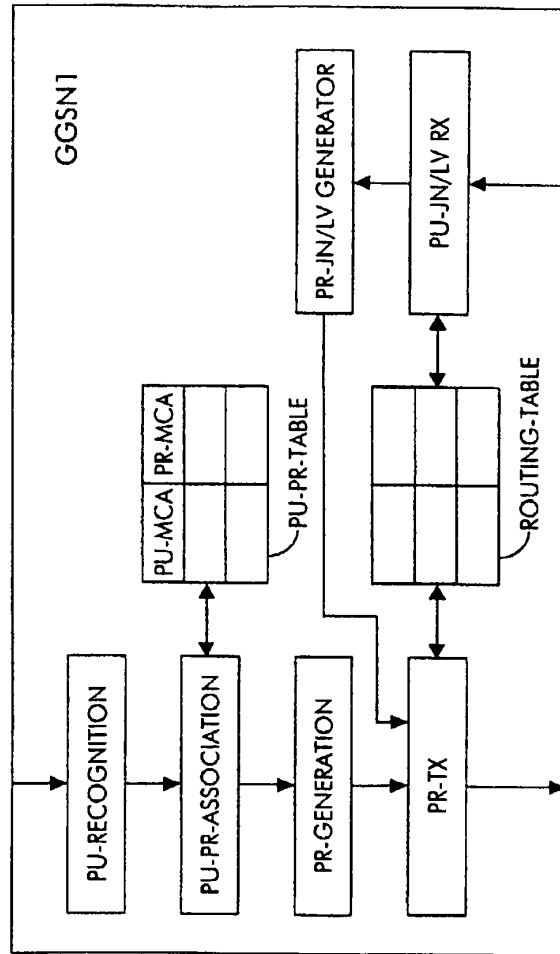 GGSN1
PU-RECOGNITION
PU-PR-ASSOCIATION
PR-GENERATION
PR-TX
PU-MCA
PR-MCA
PU-PR-TABLE
ROUTING-TABLE
PR-JN/LV GENERATOR
PU-JN/LV RX